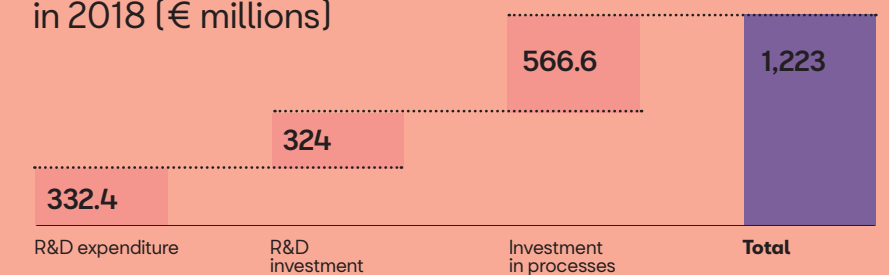 in 2018 (€ millions)
566.6
1,223
324
332.4
R&D expenditure
R&D
investment
Investment
in processes
Total